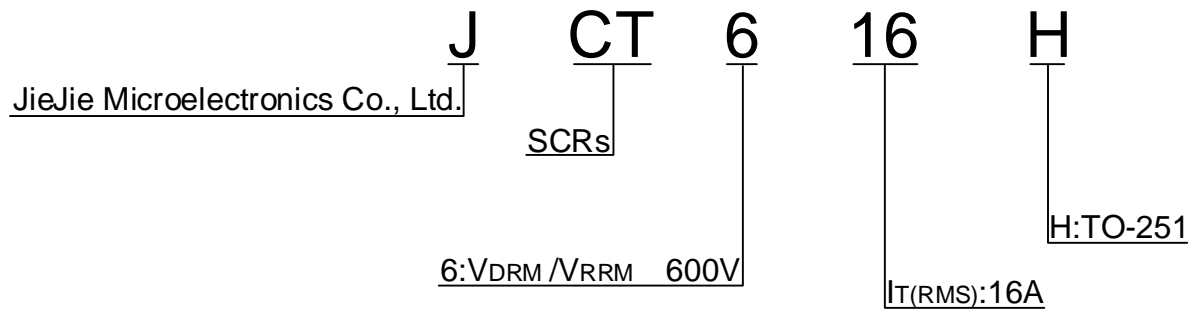 J CT 6 16 H
JieJie Microelectronics Co., Ltd.
SCRs
H:TO-251
6:VDRM /VRRM 600V
IT(RMS):16A